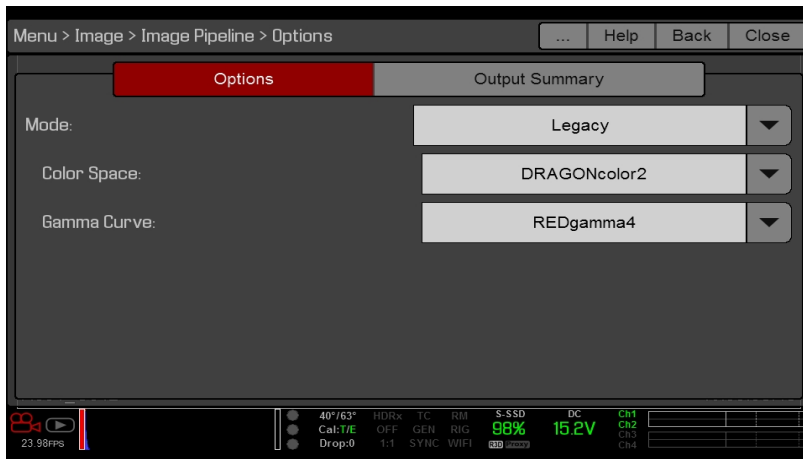 Menu > Image > Image Pipeline > Options ... Help Back Close
Options Output Summary
Mode: Legacy
Color Space: DRAGONcolor2
Gamma Curve: REDgamma4
40°/63° HDRx TC RM S-SSD DC Ch1
Cal:T/E OFF GEN RIG 98% 15.2V Ch2
23.98FPS Drop:0 1:1 SYNC WIFI R3D Proxy Ch3
Ch4